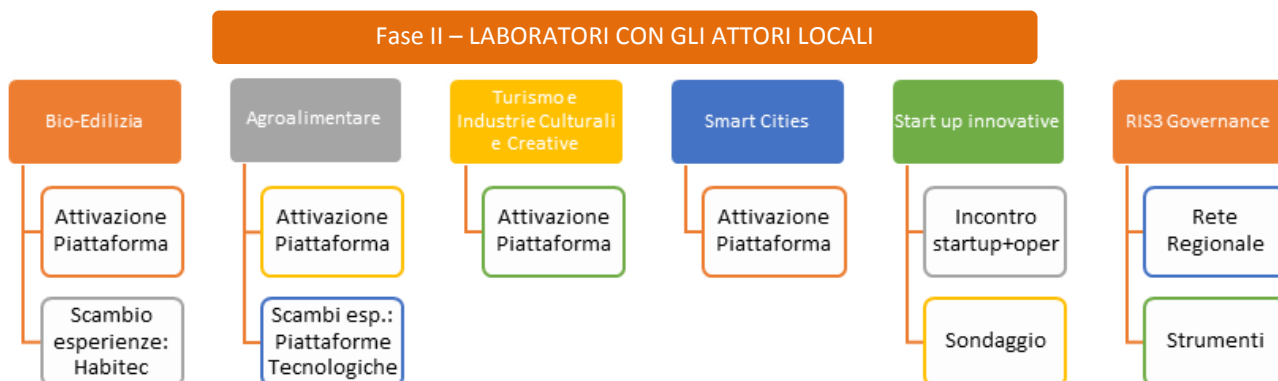 Fase II – LABORATORI CON GLI ATTORI LOCALI
Bio-Edilizia
Agroalimentare
Turismo e
Industrie Culturali
e Creative
Smart Cities
Start up innovative
RIS3 Governance
Attivazione
Piattaforma
Attivazione
Piattaforma
Attivazione
Piattaforma
Attivazione
Piattaforma
Incontro
startup+oper
Rete
Regionale
Scambio
esperienze:
Habitec
Scambi esp.:
Piattaforme
Tecnologiche
Sondaggio
Strumenti